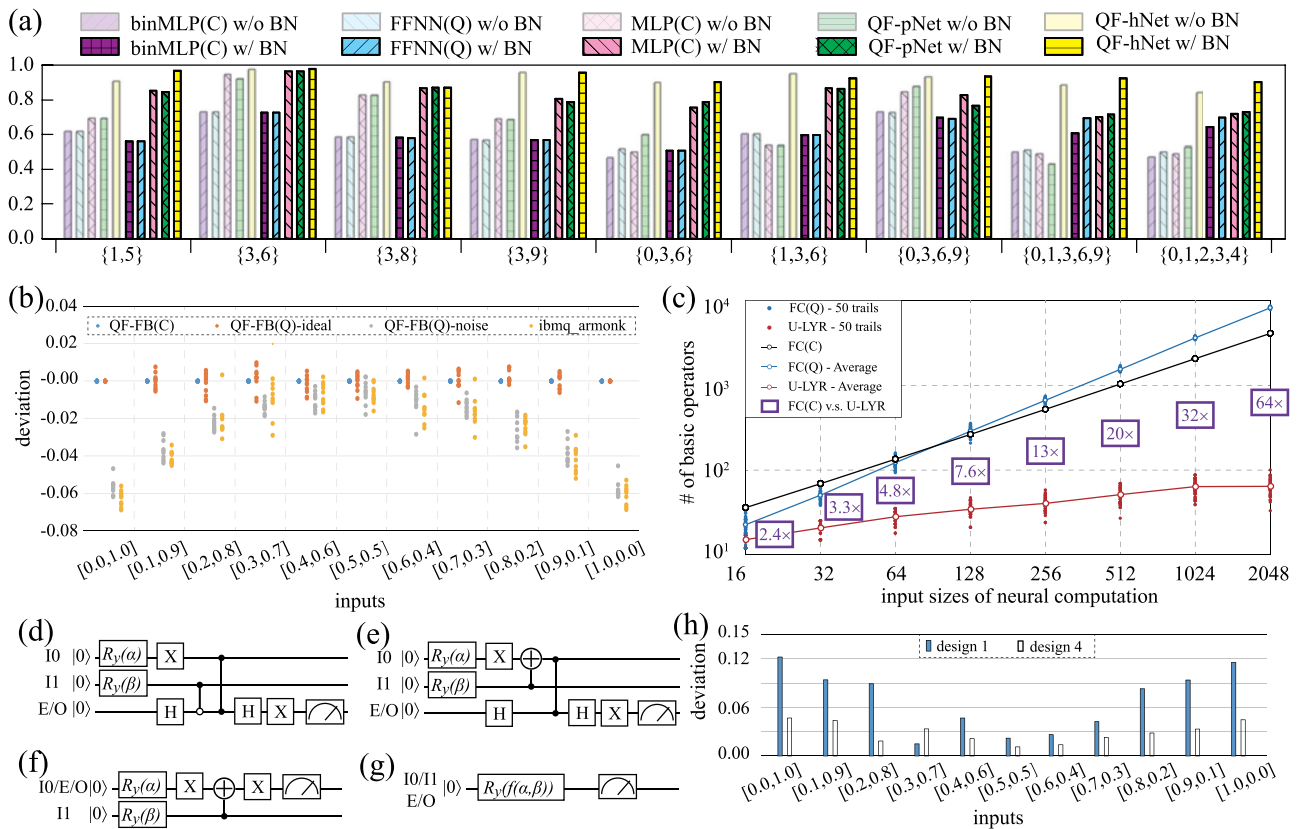 (a)
binMLP(C) w/o BN FFNN(Q) w/o BN MLP(C) w/o BN QF-pNet w/o BN QF-hNet w/o BN
binMLP(C) w/ BN FFNN(Q) w/ BN MLP(C) w/ BN QF-pNet w/ BN QF-hNet w/ BN
1.0
0.8
0.6
0.4
0.2
0.0
{1,5} {3,6} {3,8} {3,9} {0,3,6} {1,3,6} {0,3,6,9} {0,1,3,6,9} {0,1,2,3,4}
(b)
0.04
QF-FB(C) QF-FB(Q)-ideal QF-FB(Q)-noise ibmq_armonk
0.02
-0.00
-0.02
-0.04
-0.06
-0.08
deviation
[0.0,1.0] [0.1,0.9] [0.2,0.8] [0.3,0.7] [0.4,0.6] [0.5,0.5] [0.6,0.4] [0.7,0.3] [0.8,0.2] [0.9,0.1] [1.0,0.0]
inputs
(c)
FC(Q) - 50 trails
U-LYR - 50 trails
FC(C)
FC(Q) - Average
U-LYR - Average
FC(C) v.s. U-LYR
10^4
10^3
10^2
10^1
# of basic operators
2.4× 3.3× 4.8× 7.6× 13× 20× 32× 64×
16 32 64 128 256 512 1024 2048
input sizes of neural computation
(d)
I0 |0⟩ Ry(α) X
I1 |0⟩ Ry(β)
E/O |0⟩ H H X
(e)
I0 |0⟩ Ry(α) X
I1 |0⟩ Ry(β)
E/O |0⟩ H H X
(f)
I0/E/O |0⟩ Ry(α) X X
I1 |0⟩ Ry(β)
(g)
I0/I1
E/O |0⟩ Ry(f(α,β))
(h)
0.15
0.12
0.06
0.00
deviation
design 1 design 4
[0.0,1.0] [0.1,0.9] [0.2,0.8] [0.3,0.7] [0.4,0.6] [0.5,0.5] [0.6,0.4] [0.7,0.3] [0.8,0.2] [0.9,0.1] [1.0,0.0]
inputs